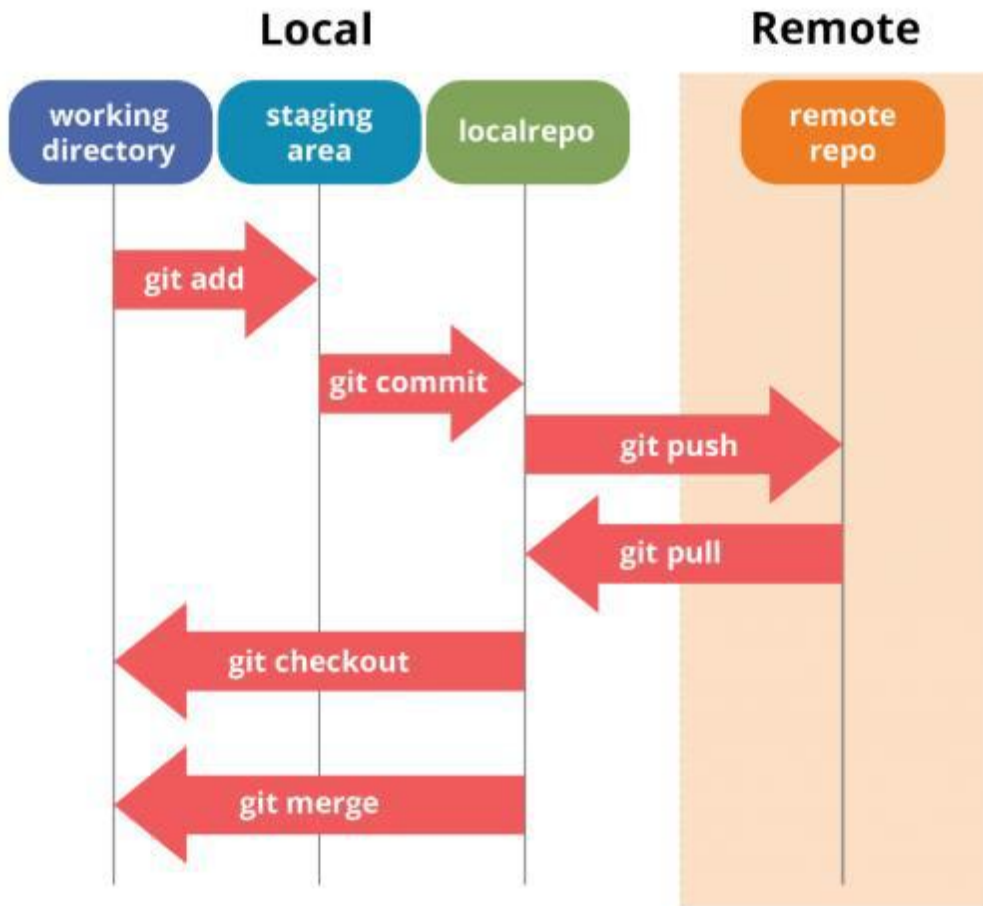 Local
Remote
working
directory
staging
area
localrepo
remote
repo
git add
git commit
git push
git pull
git checkout
git merge